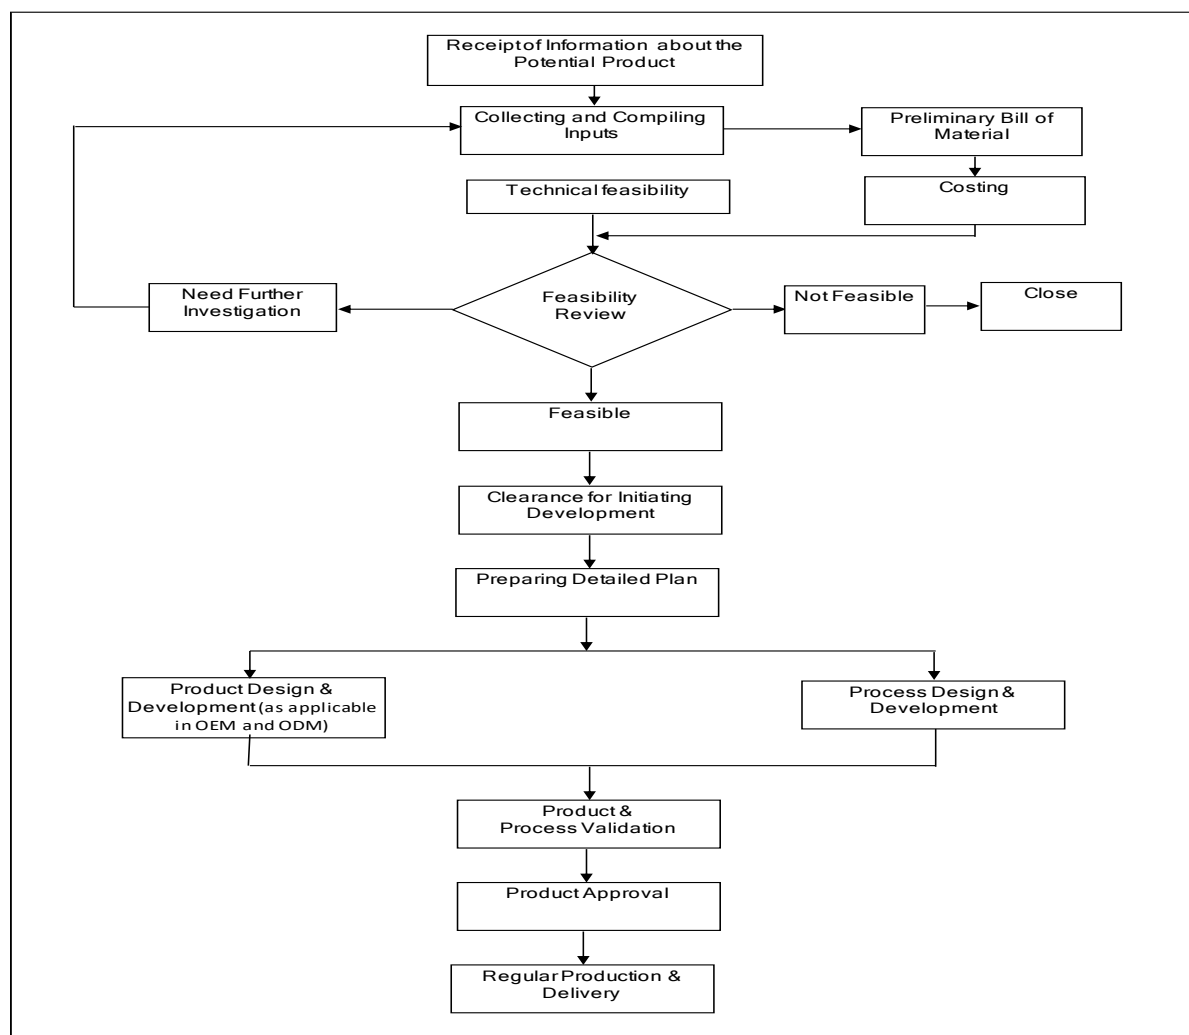 Receipt of Information about the
Potential Product
Collecting and Compiling
Inputs
Preliminary Bill of
Material
Technical feasibility
Costing
Need Further
Investigation
Feasibility
Review
Not Feasible
Close
Feasible
Clearance for Initiating
Development
Preparing Detailed Plan
Product Design &
Development (as applicable
in OEM and ODM)
Process Design &
Development
Product &
Process Validation
Product Approval
Regular Production &
Delivery